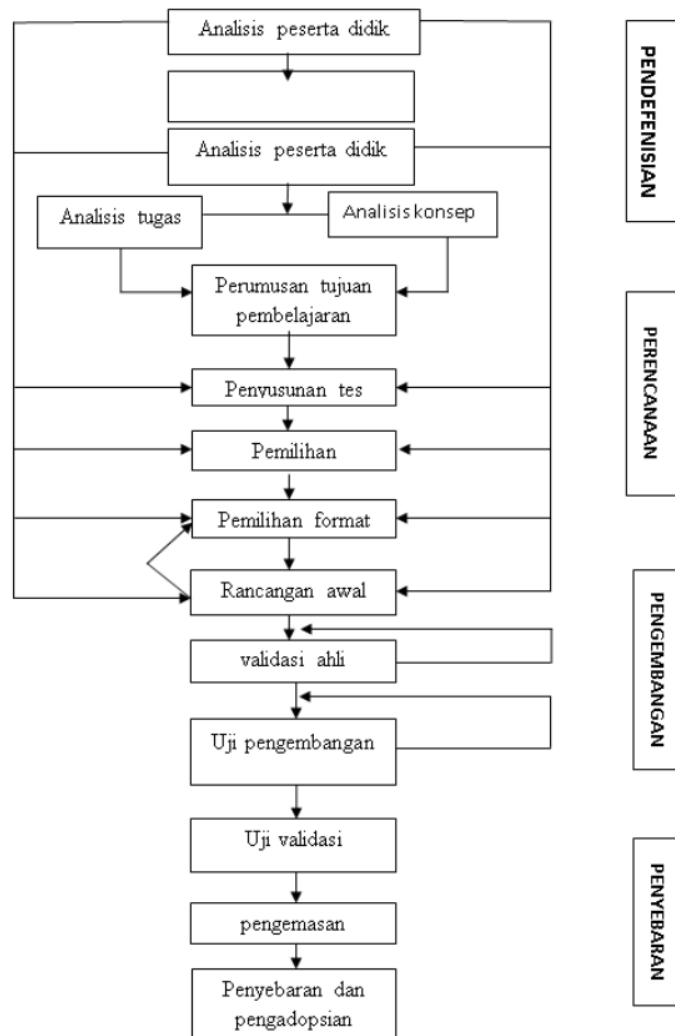 Analisis peserta didik
Analisis peserta didik
Analisis tugas
Analisis konsep
Perumusan tujuan
pembelajaran
Penyusunan tes
Pemilihan
Pemilihan format
Rancangan awal
validasi ahli
Uji pengembangan
Uji validasi
pengemasan
Penyebaran dan
pengadopsian
PENDEFENISIAN
PERENCANAAN
PENGEMBANGAN
PENYEBARAN